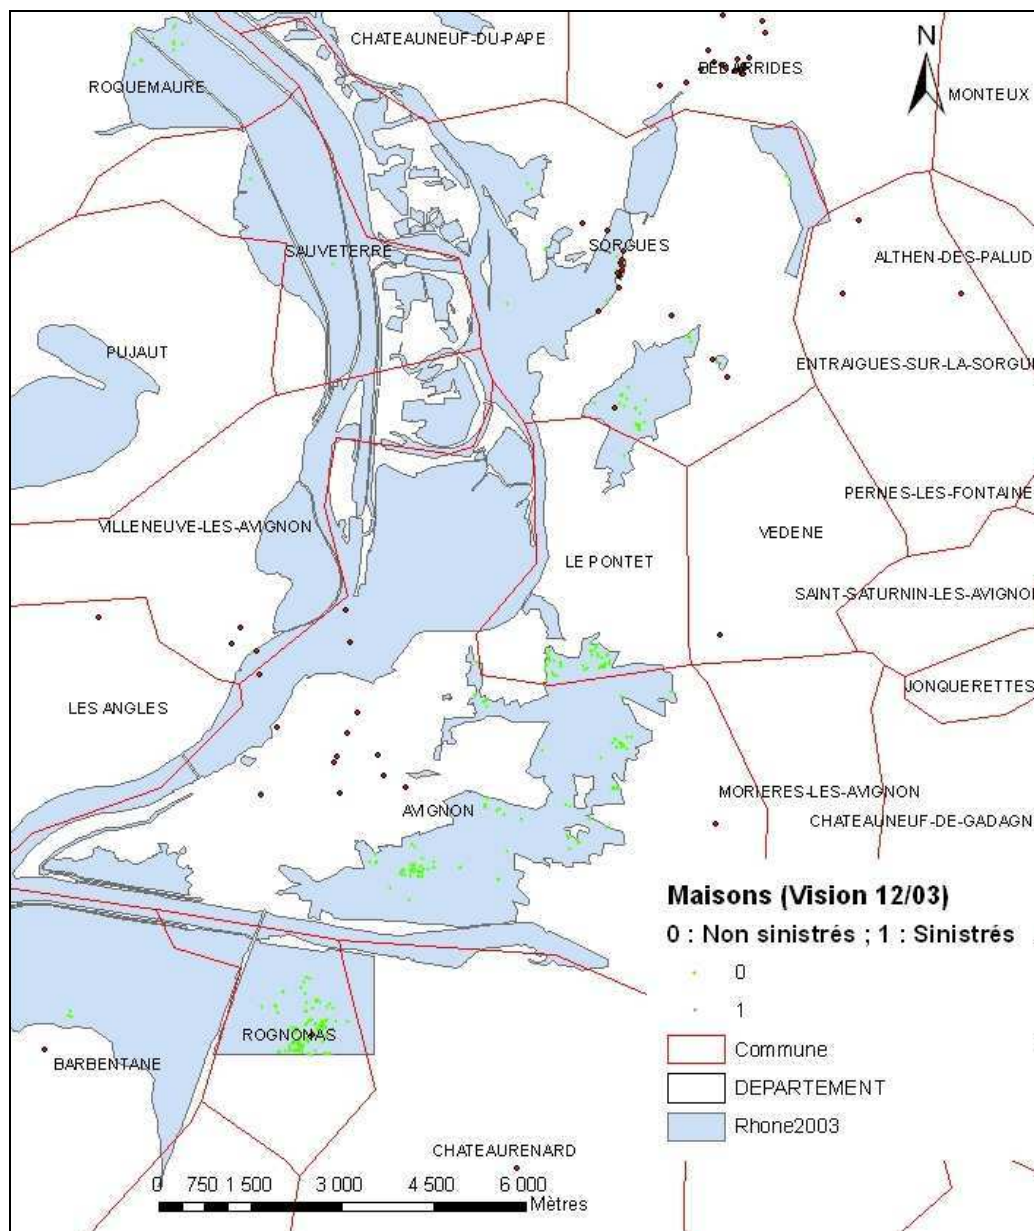 CHATEAUNEUF-DU-PAPE
BEDARRIDES
N
ROQUEMAURE
MONTEUX
SAUVETERRE
SORGUES
ALTHEN-DES-PALUD
PUJAUT
ENTRAIGUES-SUR-LA-SORGUE
PERNES-LES-FONTAINE
VILLENEUVE-LES-AVIGNON
LE PONTET
VEDENE
SAINT-SATURNIN-LES-AVIGNON
JONQUERETTES
LES ANGLES
AVIGNON
MORIERES-LES-AVIGNON
CHATEAUNEUF-DE-GADAGN
Maisons (Vision 12/03)
0 : Non sinistrés ; 1 : Sinistrés
0
1
ROGNONAS
BARBENTANE
Commune
DEPARTEMENT
Rhone2003
CHATEAURENARD
0 750 1 500 3 000 4 500 6 000
Mètres